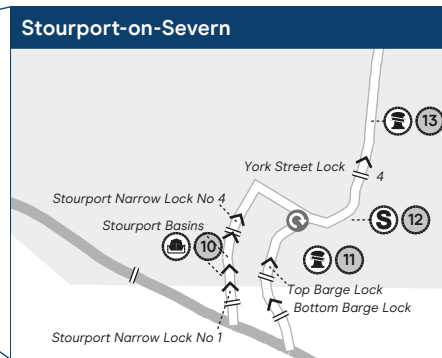 Stourport-on-Severn
13
York Street Lock
4
Stourport Narrow Lock No 4
Stourport Basins
S
12
10
11
Top Barge Lock
Bottom Barge Lock
Stourport Narrow Lock No 1